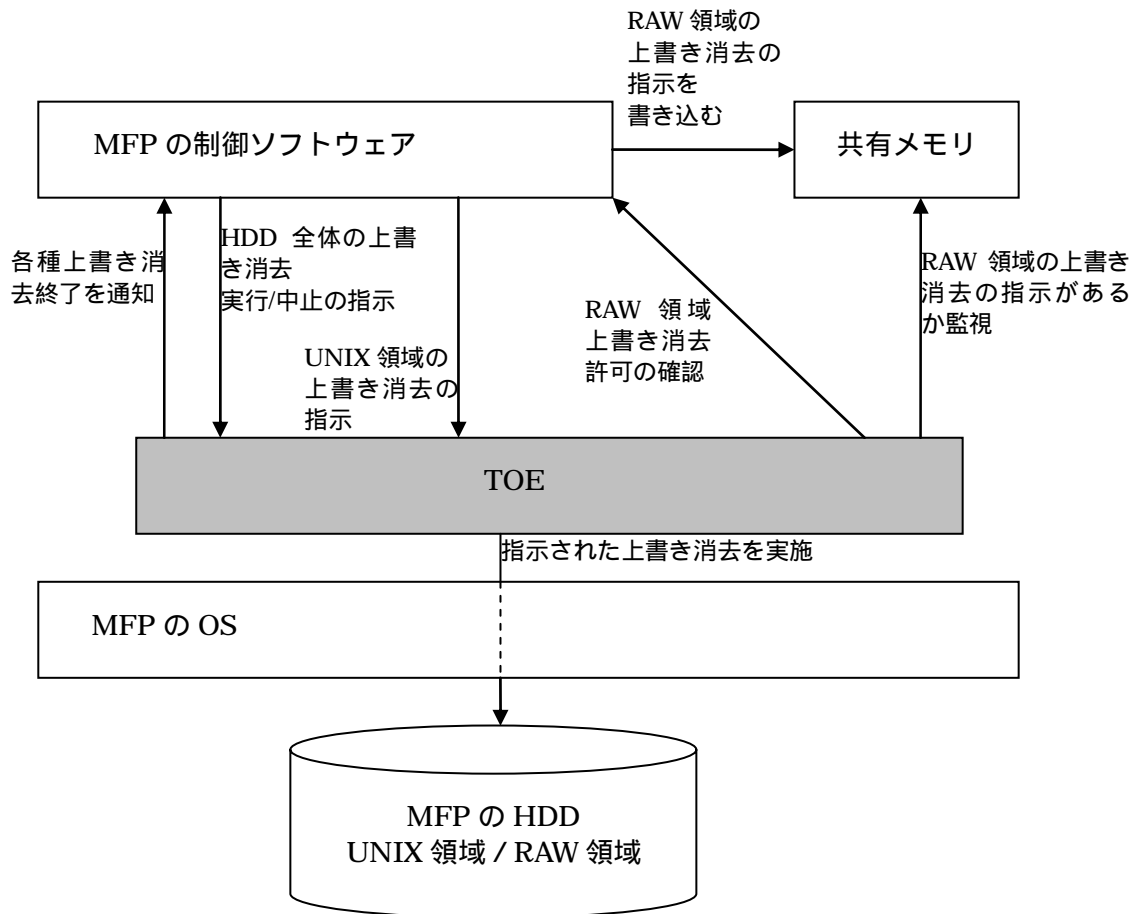 RAW 領域の
上書き消去の
指示を
書き込む
MFP の制御ソフトウェア
共有メモリ
各種上書き消
去終了を通知
HDD 全体の上書
き消去
実行/中止の指示
UNIX 領域の
上書き消去の
指示
RAW 領域
上書き消去
許可の確認
RAW 領域の上書き
消去の指示がある
か監視
TOE
指示された上書き消去を実施
MFP の OS
MFP の HDD
UNIX 領域 / RAW 領域